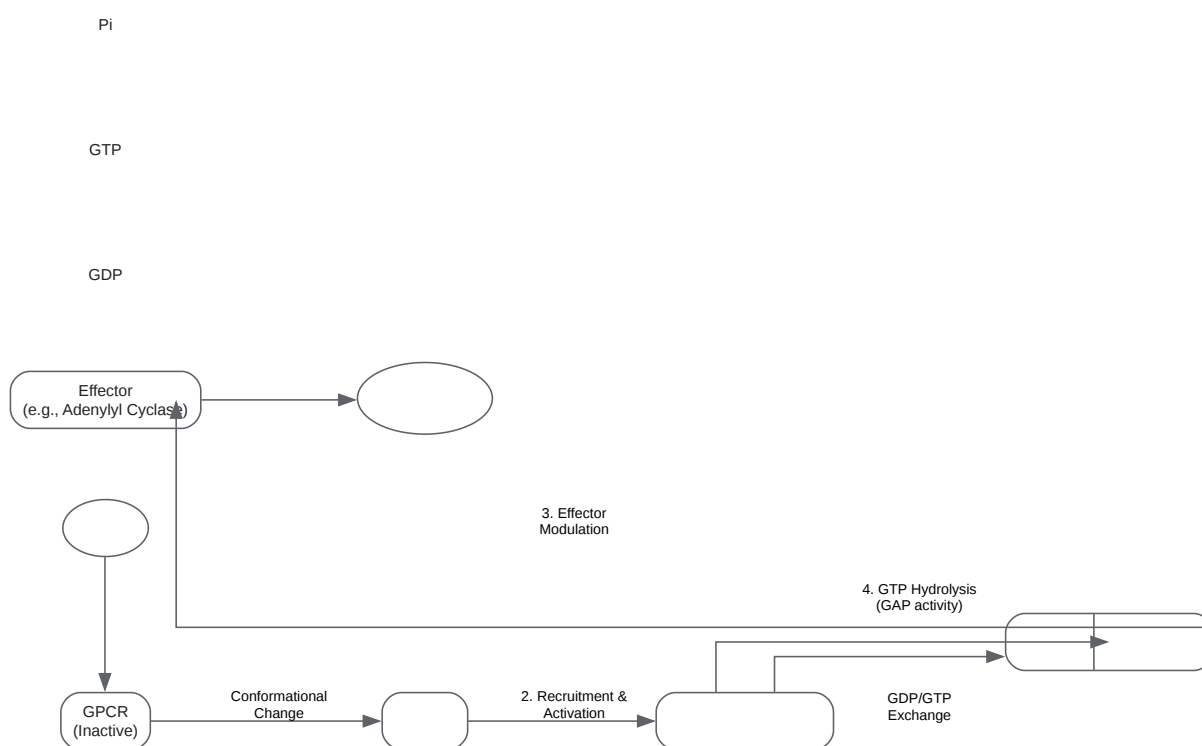 Pi
GTP
GDP
Effector
(e.g., Adenylyl Cyclase)
3. Effector
Modulation
4. GTP Hydrolysis
(GAP activity)
GPCR
(Inactive)
Conformational
Change
2. Recruitment &
Activation
GDP/GTP
Exchange